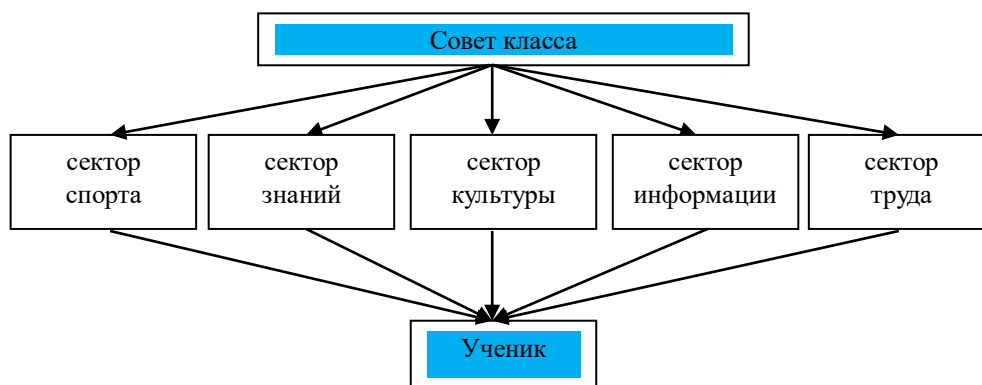 Совет класса
сектор
спорта
сектор
знаний
сектор
культуры
сектор
информации
сектор
труда
Ученик